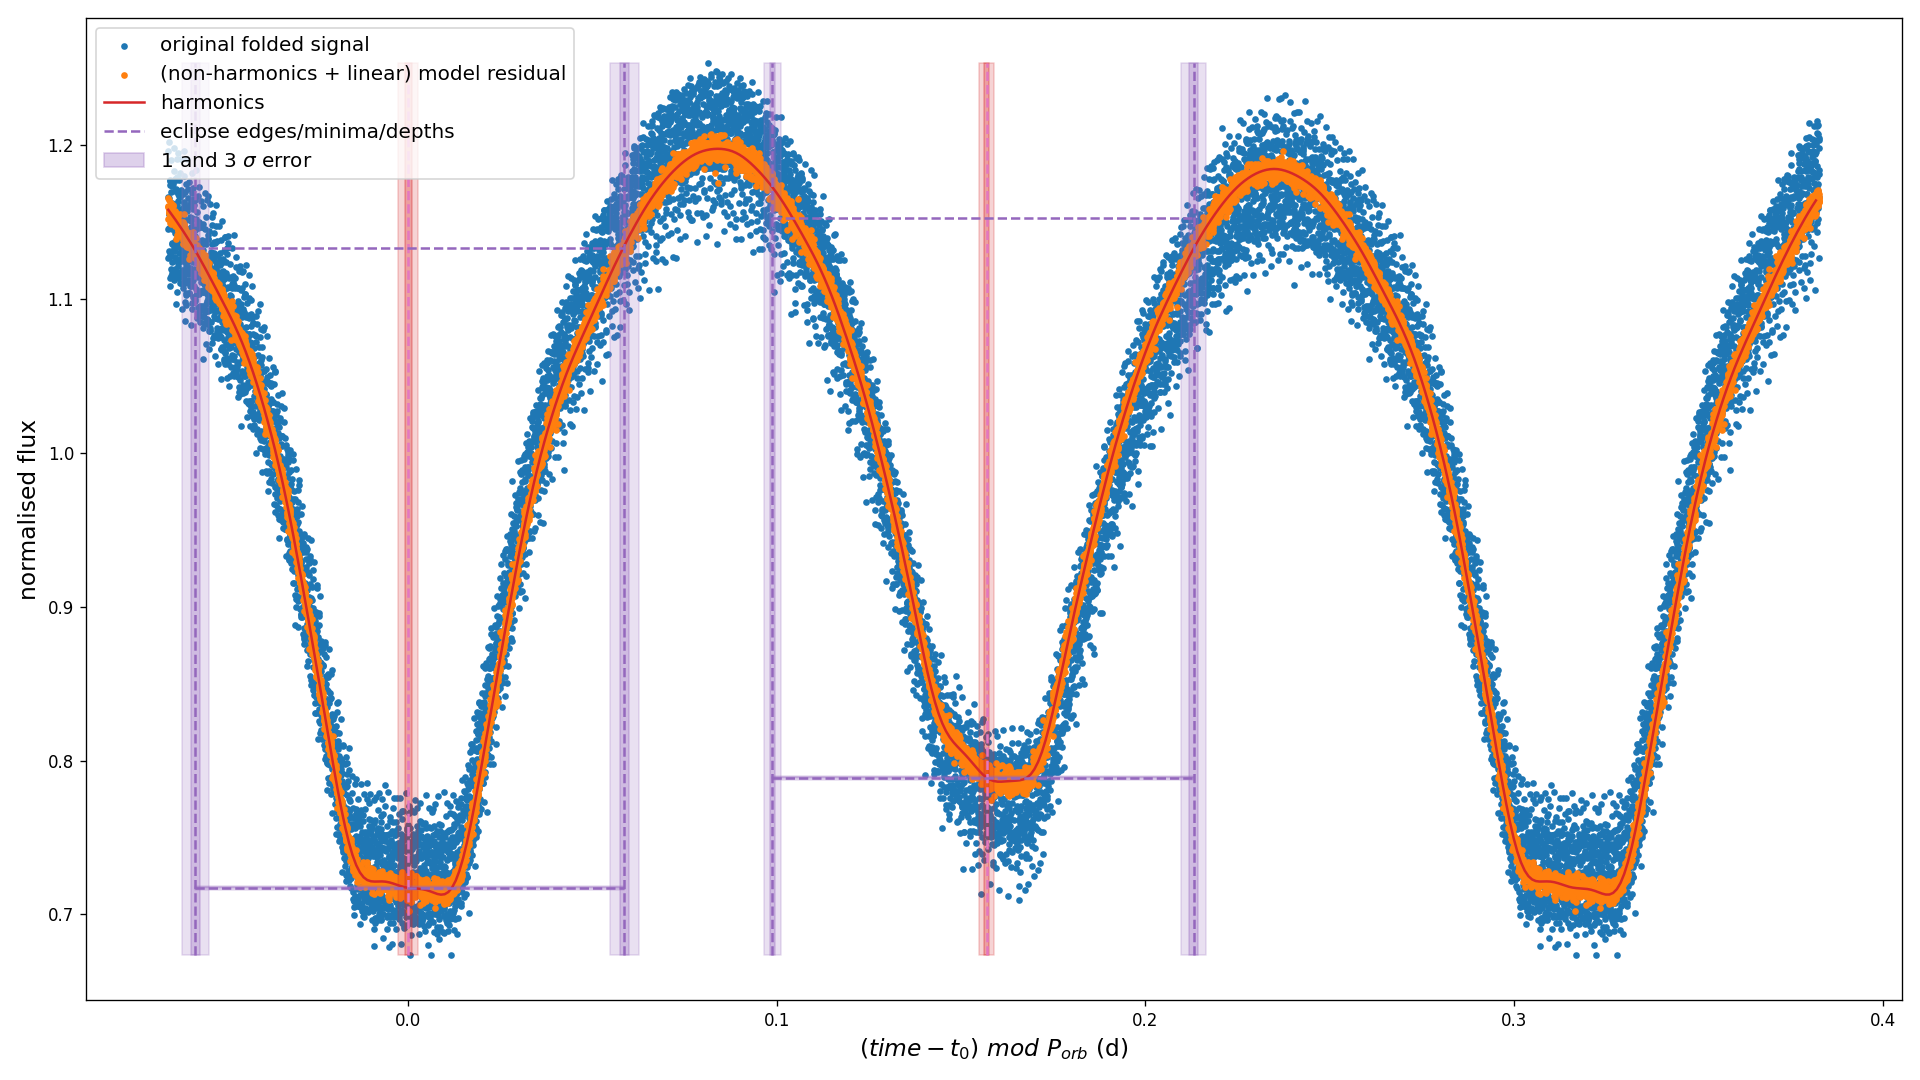 original folded signal
(non-harmonics + linear) model residual
harmonics
eclipse edges/minima/depths
1 and 3 σ error
normalised flux
1.2
1.1
1.0
0.9
0.8
0.7
0.0
0.1
0.2
0.3
0.4
(time − t₀) mod Pₒᵣb (d)